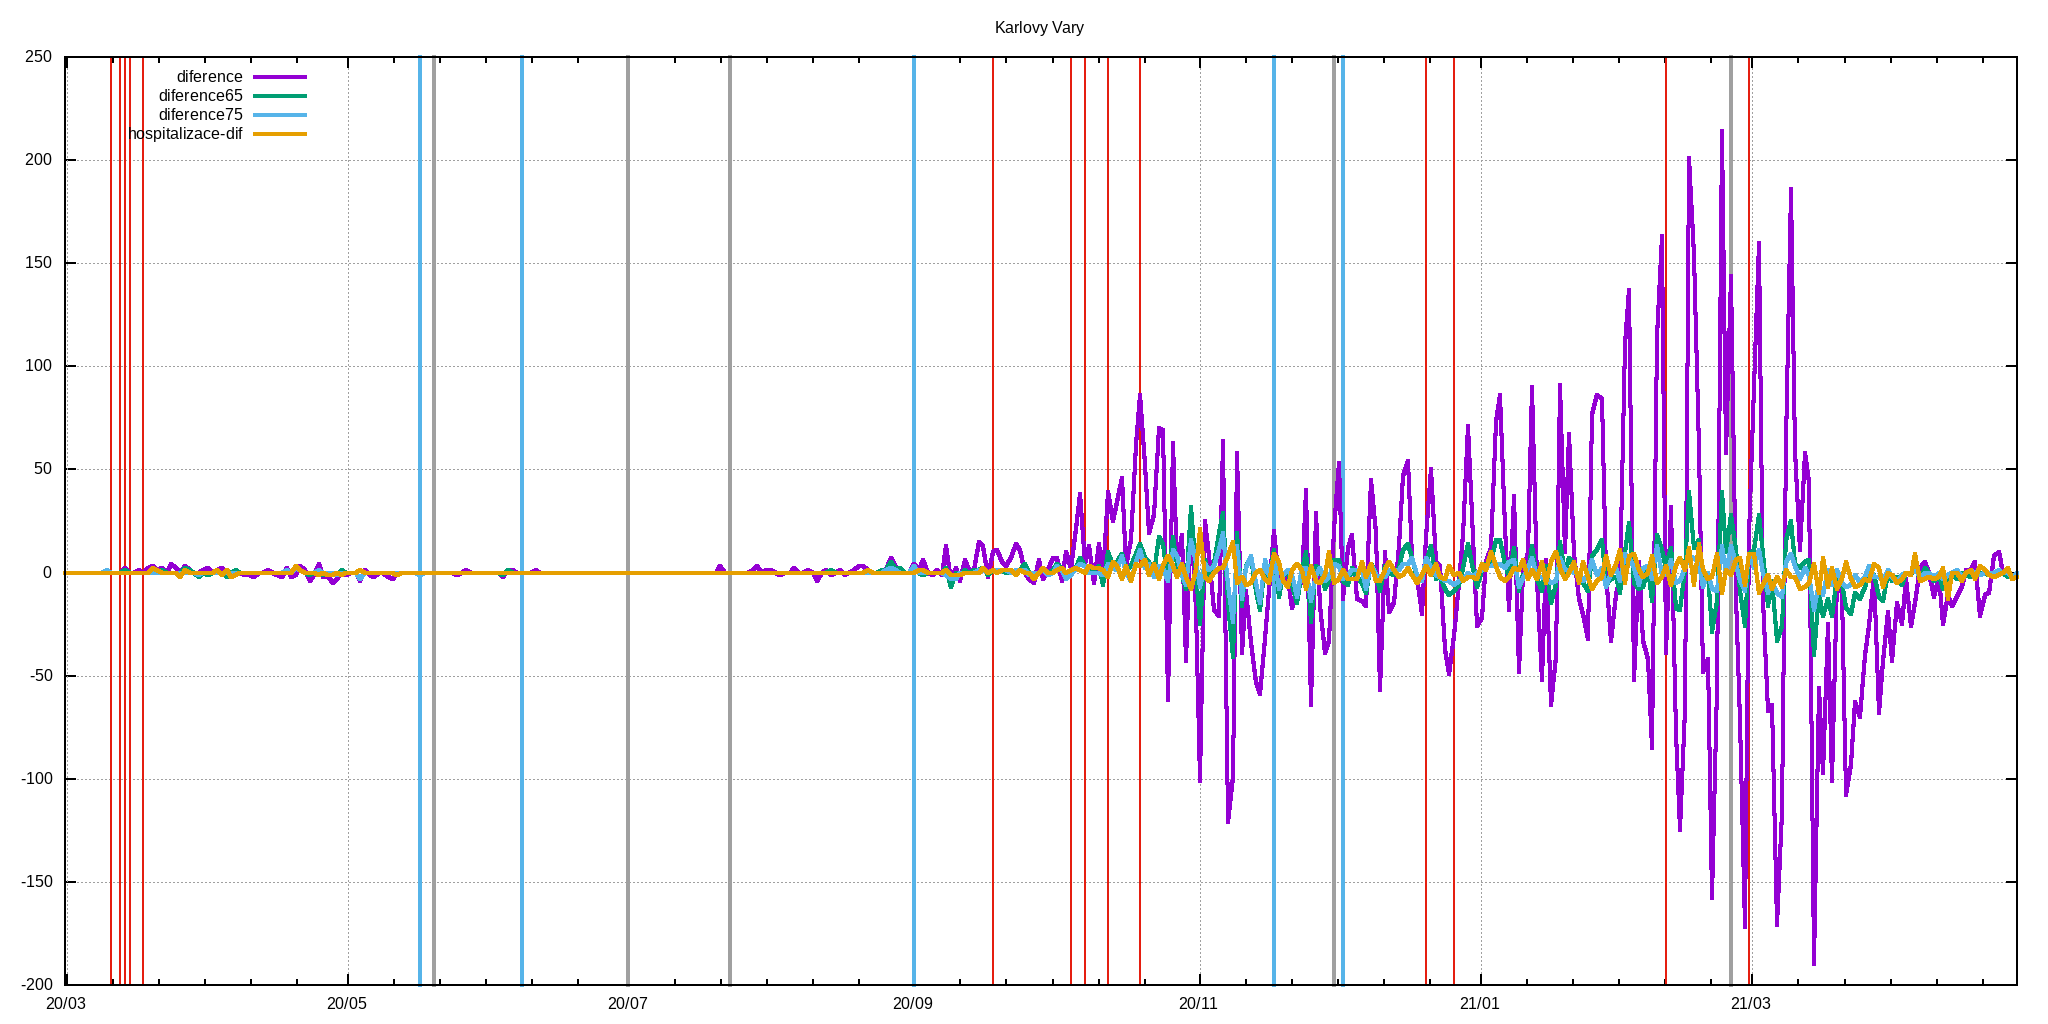 Karlovy Vary
250
diference
diference65
diference75
hospitalizace-dif
200
150
100
50
0
-50
-100
-150
-200
20/03 20/05 20/07 20/09 20/11 21/01 21/03